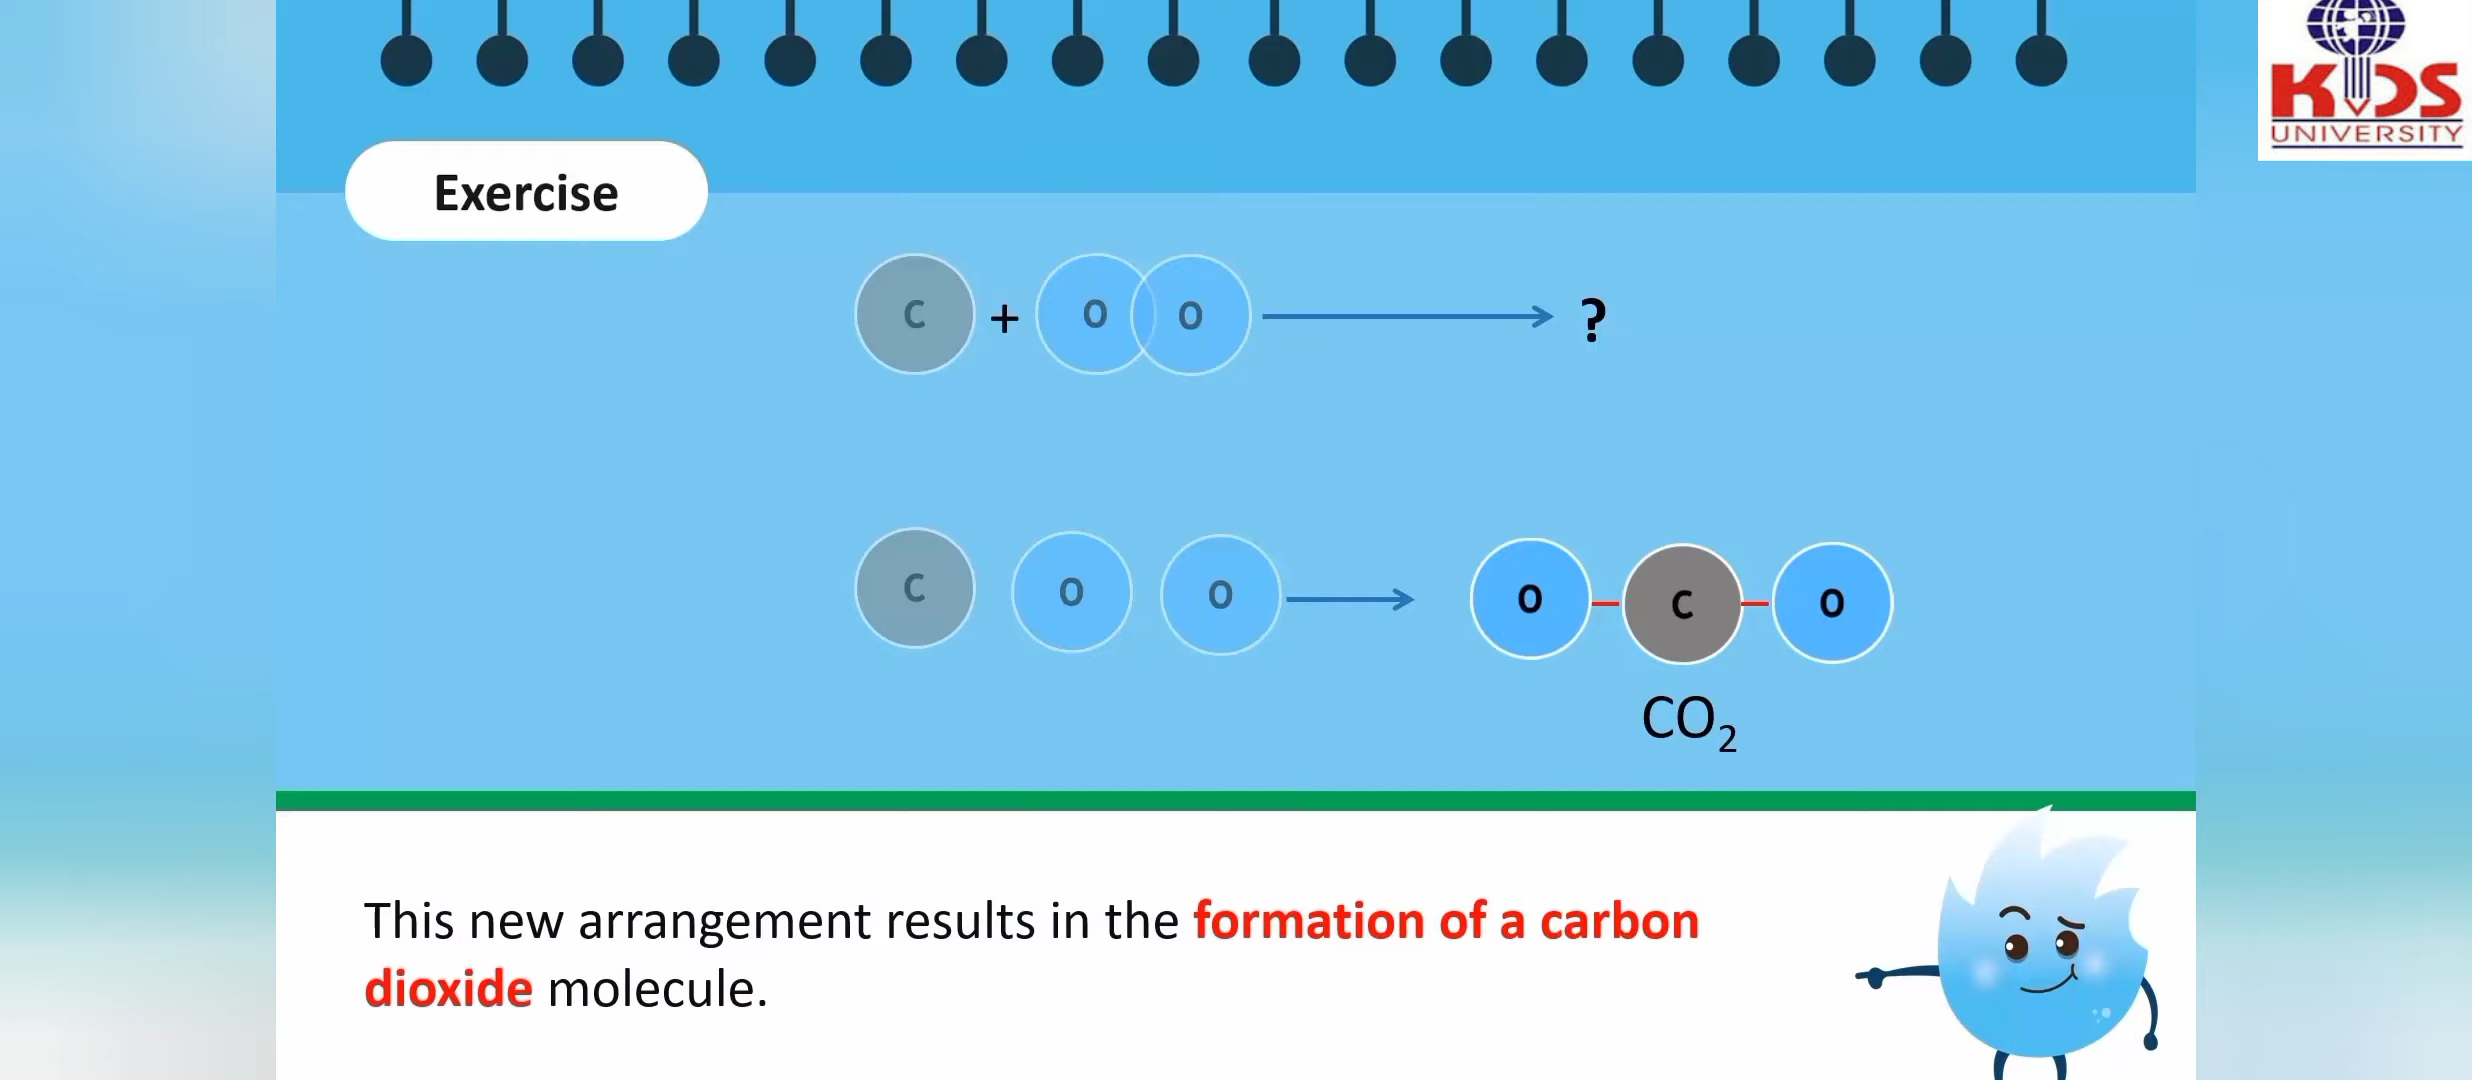 KIDS
UNIVERSITY
Exercise
C + O O ?
C O O O C O
CO₂
This new arrangement results in the formation of a carbon
dioxide molecule.